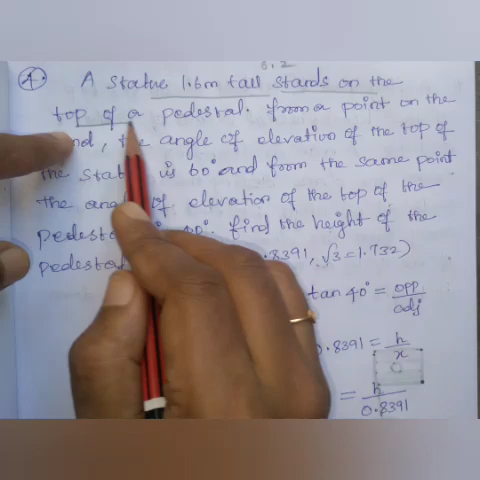 6.2
4. A Statue 1.6m tall stands on the
top of a pedestal. from a point on the
the angle of elevation of the top of
the is 60° and from the same point
the of elevation of the top of the
find the height of the
.8391, √3=1.732)
tan 40° = opp/adj
0.8391 = h/x
= h/0.8391